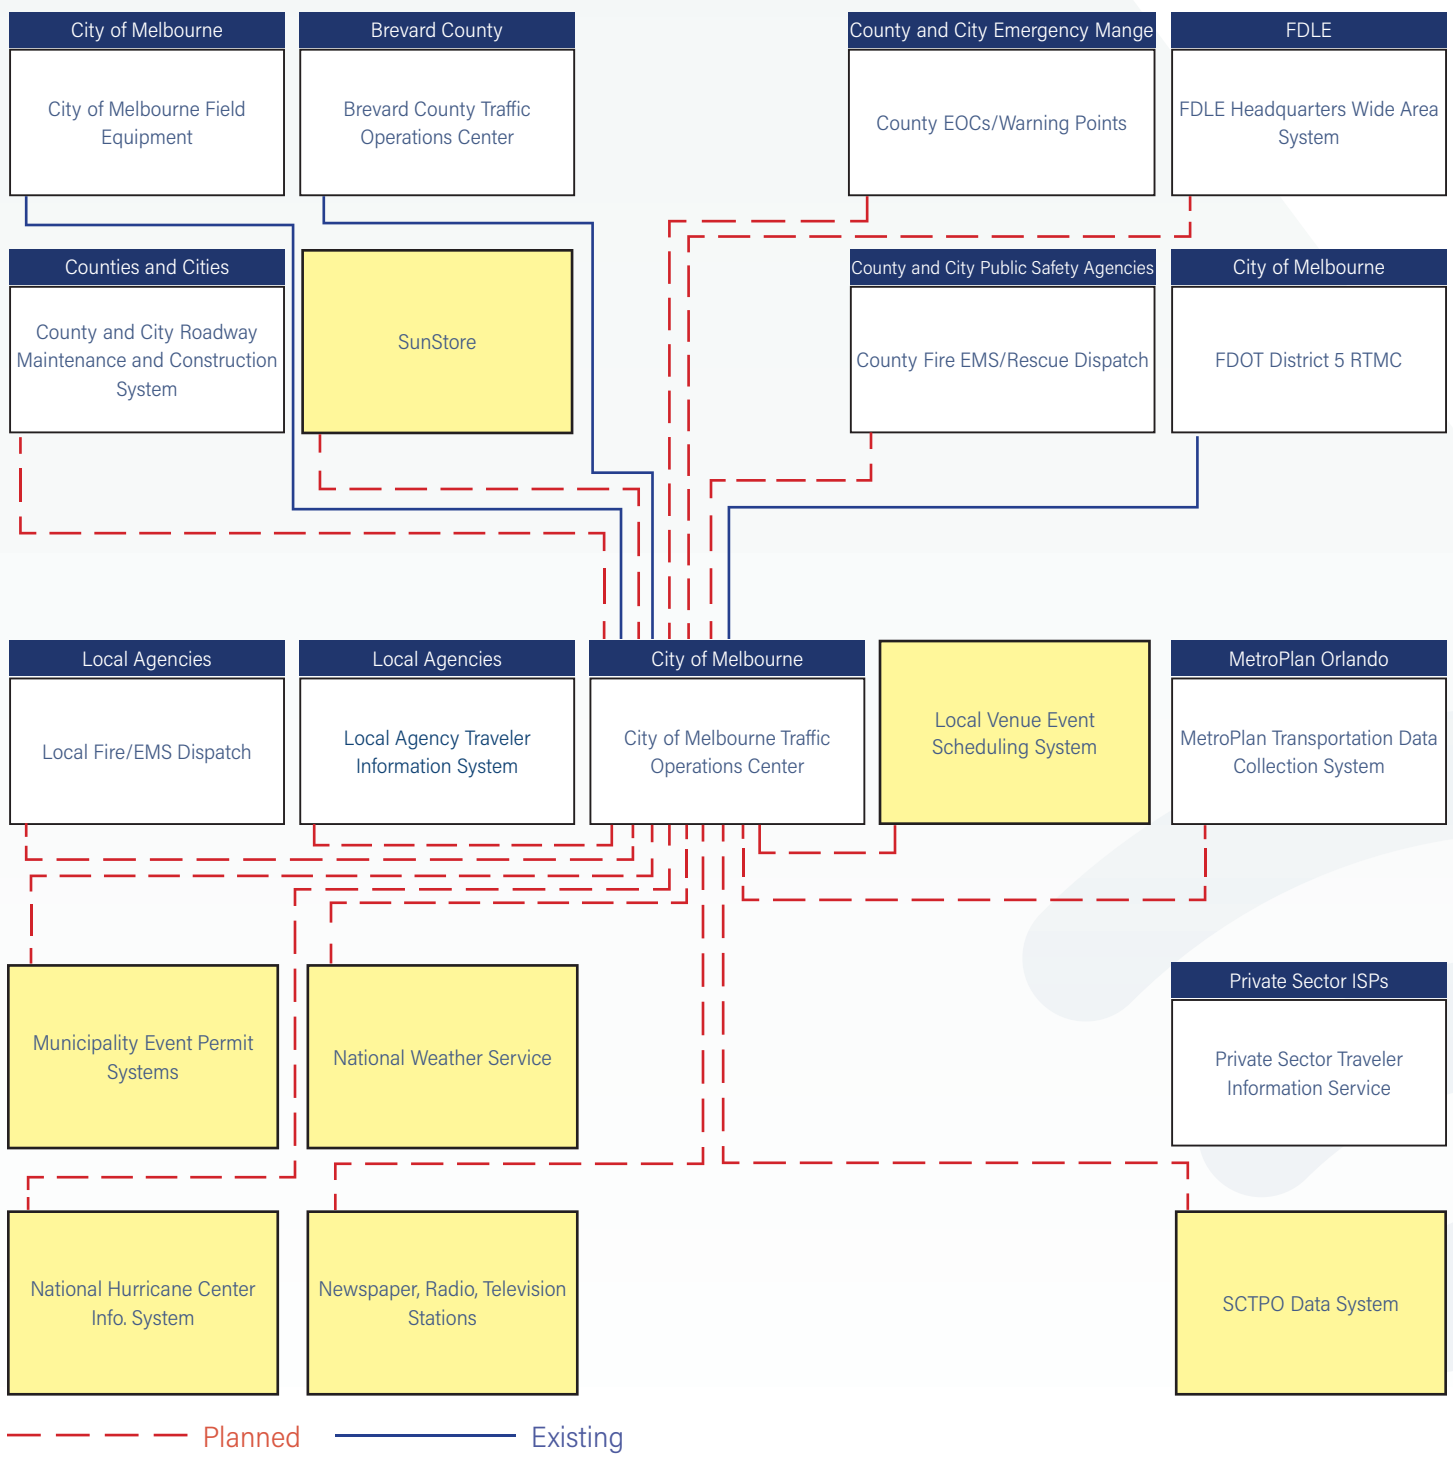 City of Melbourne
City of Melbourne Field
Equipment
Brevard County
Brevard County Traffic
Operations Center
County and City Emergency Mange
County EOCs/Warning Points
FDLE
FDLE Headquarters Wide Area
System
Counties and Cities
County and City Roadway
Maintenance and Construction
System
SunStore
County and City Public Safety Agencies
County Fire EMS/Rescue Dispatch
City of Melbourne
FDOT District 5 RTMC
Local Agencies
Local Fire/EMS Dispatch
Local Agencies
Local Agency Traveler
Information System
City of Melbourne
City of Melbourne Traffic
Operations Center
Local Venue Event
Scheduling System
MetroPlan Orlando
MetroPlan Transportation Data
Collection System
Municipality Event Permit
Systems
National Weather Service
Private Sector ISPs
Private Sector Traveler
Information Service
National Hurricane Center
Info. System
Newspaper, Radio, Television
Stations
SCTPO Data System
Planned
Existing